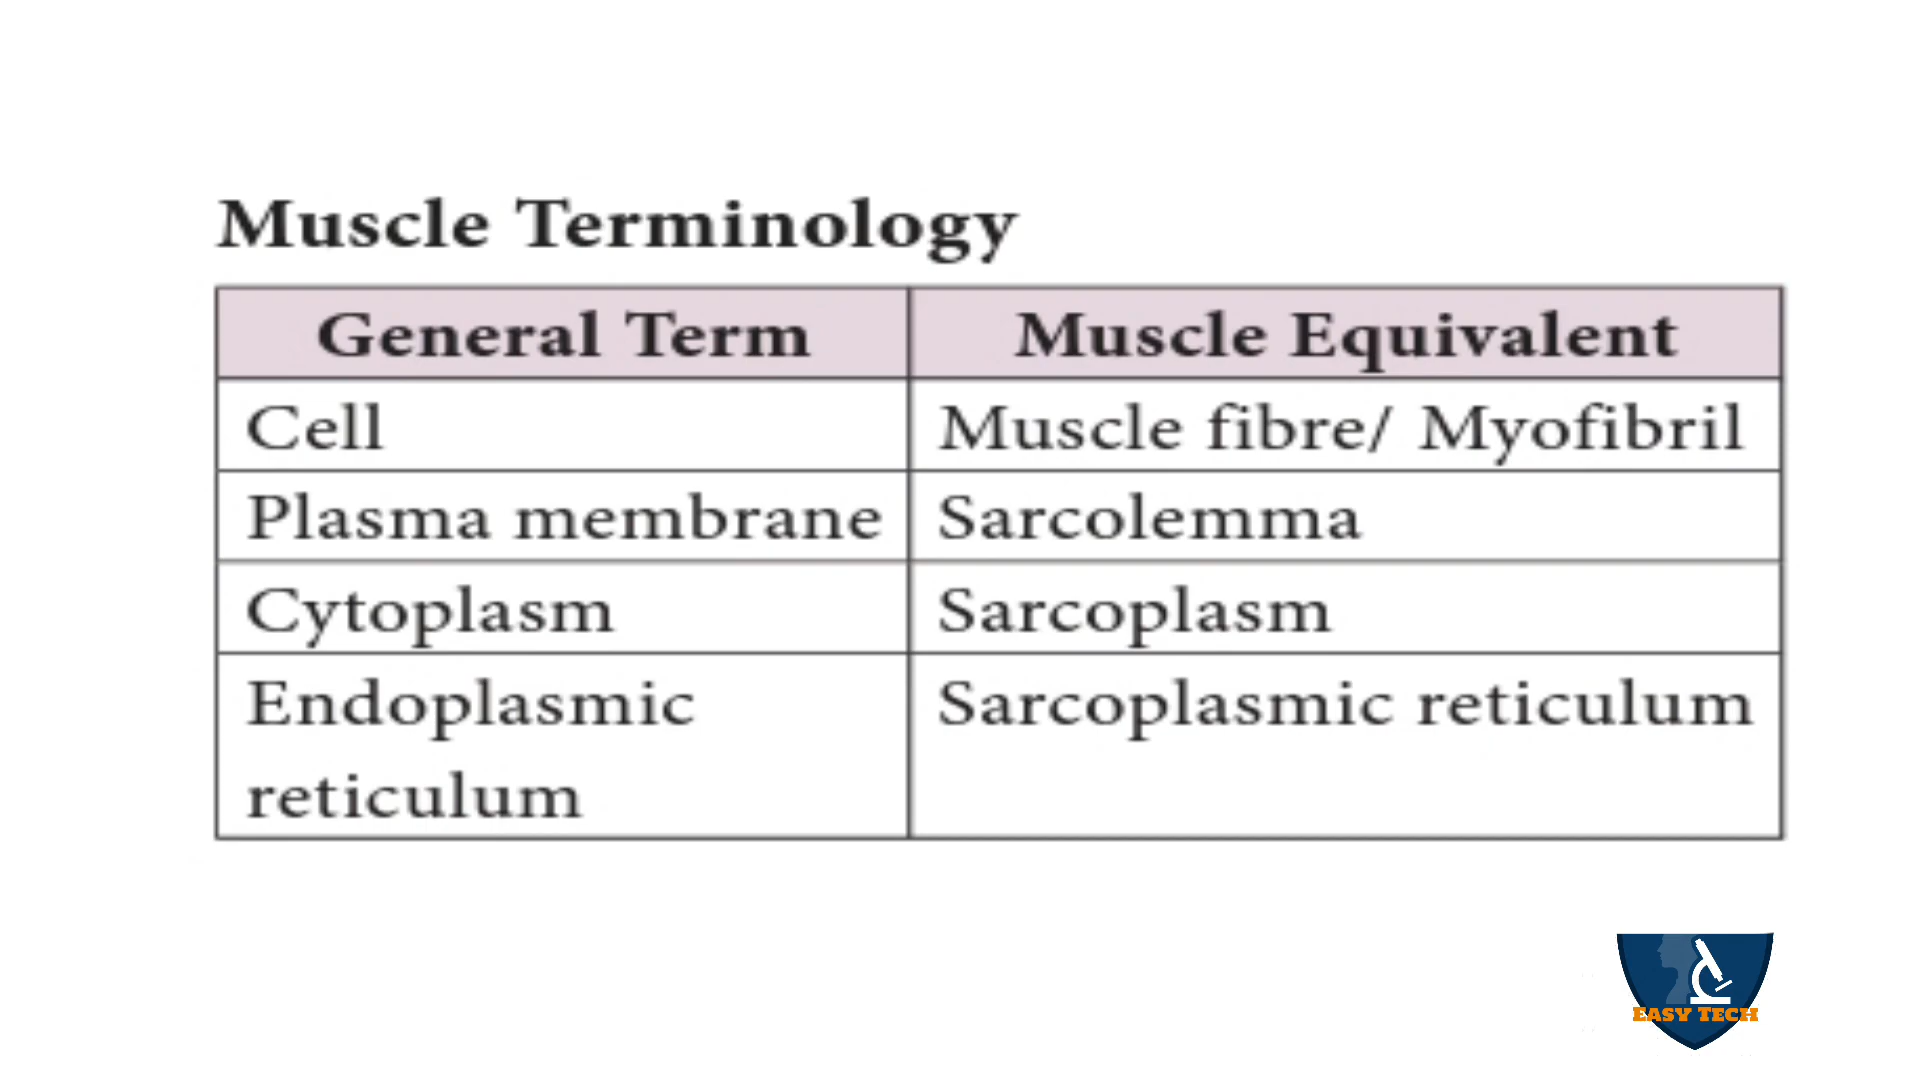 Muscle Terminology
General Term Muscle Equivalent
Cell Muscle fibre/ Myofibril
Plasma membrane Sarcolemma
Cytoplasm Sarcoplasm
Endoplasmic Sarcoplasmic reticulum
reticulum
EASY TECH